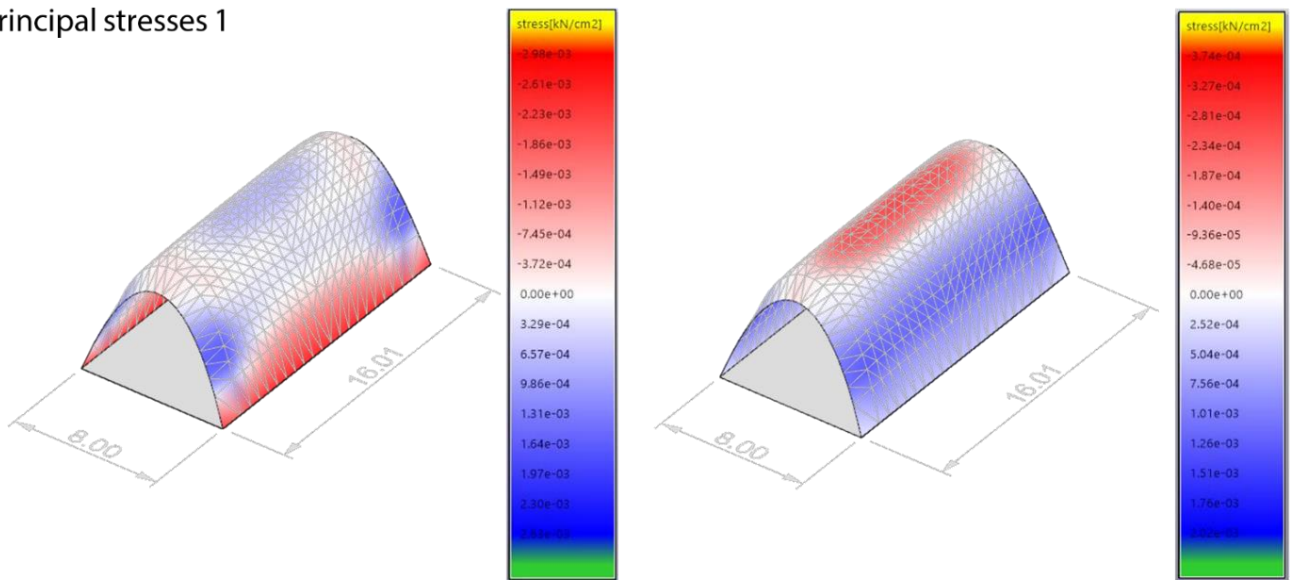 rincipal stresses 1
stress[kN/cm2]
-2.98e-03
-2.61e-03
-2.23e-03
-1.86e-03
-1.49e-03
-1.12e-03
-7.45e-04
-3.72e-04
0.00e+00
3.29e-04
6.57e-04
9.86e-04
1.31e-03
1.64e-03
1.97e-03
2.30e-03
2.63e-03
8.00
16.01
stress[kN/cm2]
-3.74e-04
-3.27e-04
-2.81e-04
-2.34e-04
-1.87e-04
-1.40e-04
-9.36e-05
-4.68e-05
0.00e+00
2.52e-04
5.04e-04
7.56e-04
1.01e-03
1.26e-03
1.51e-03
1.76e-03
2.02e-03
8.00
16.01